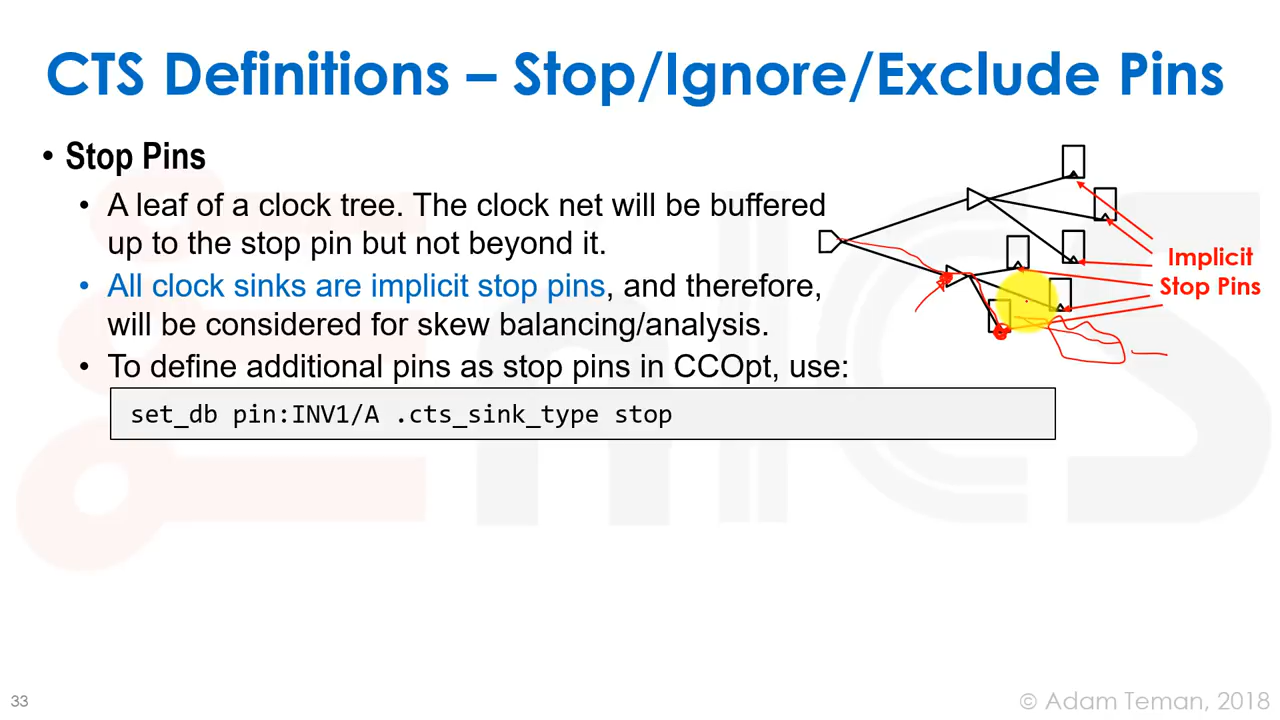 CTS Definitions – Stop/Ignore/Exclude Pins
• Stop Pins
• A leaf of a clock tree. The clock net will be buffered
up to the stop pin but not beyond it.
• All clock sinks are implicit stop pins, and therefore,
will be considered for skew balancing/analysis.
• To define additional pins as stop pins in CCOpt, use:
set_db pin:INV1/A .cts_sink_type stop
Implicit
Stop Pins
33
© Adam Teman, 2018